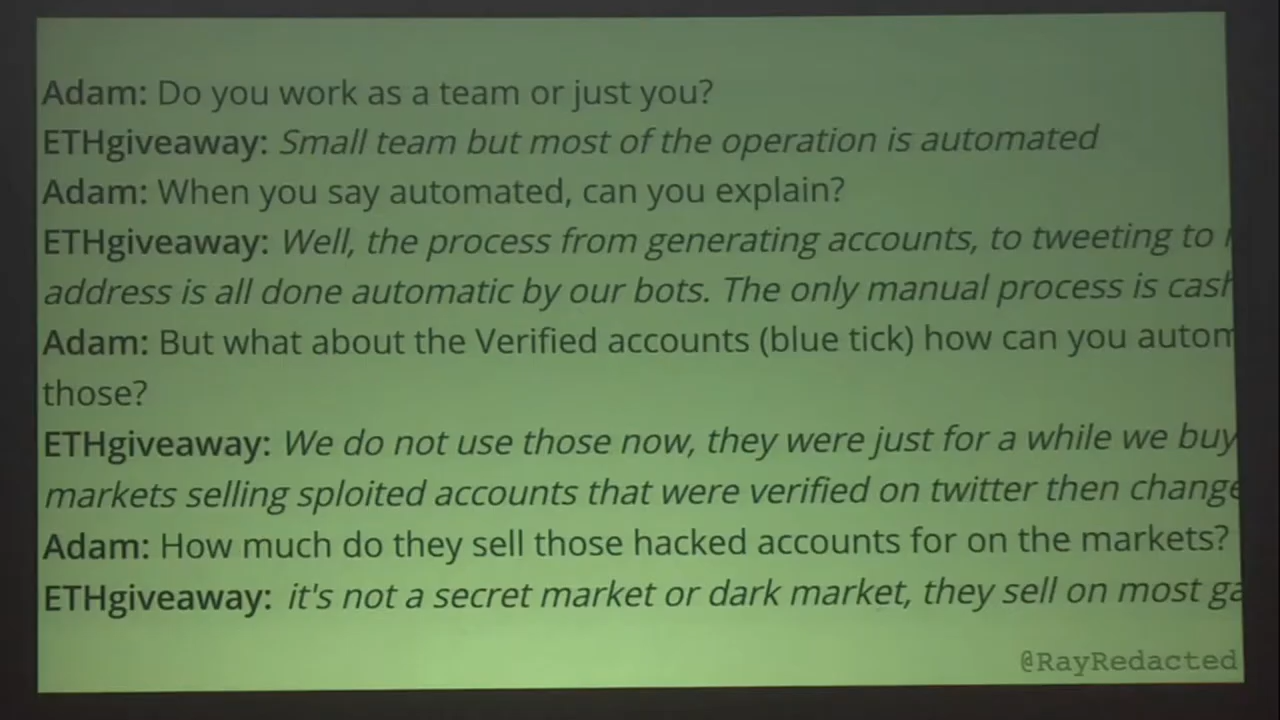 Adam: Do you work as a team or just you?
ETHgiveaway: Small team but most of the operation is automated
Adam: When you say automated, can you explain?
ETHgiveaway: Well, the process from generating accounts, to tweeting to
address is all done automatic by our bots. The only manual process is
Adam: But what about the Verified accounts (blue tick) how can you
those?
ETHgiveaway: We do not use those now, they were just for a while we buy
markets selling sploited accounts that were verified on twitter then
Adam: How much do they sell those hacked accounts for on the markets?
ETHgiveaway: it's not a secret market or dark market, they sell on most
@RayRedacted